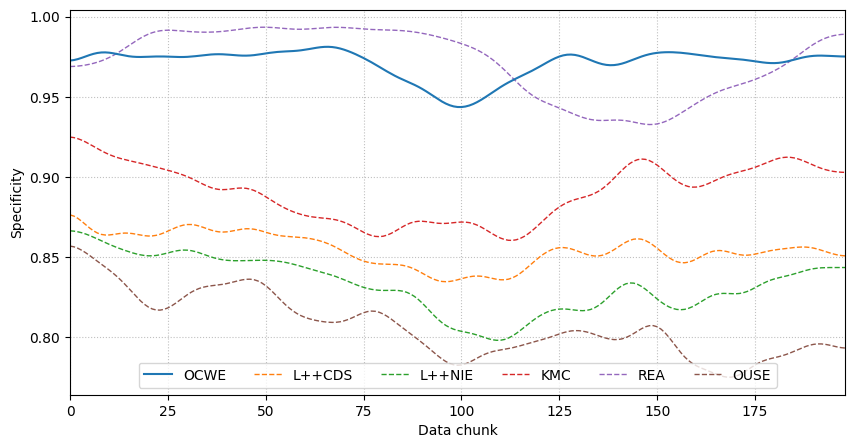 1.00
0.95
0.90
0.85
0.80
Specificity
OCWE L++CDS L++NIE KMC REA OUSE
0 25 50 75 100 125 150 175
Data chunk